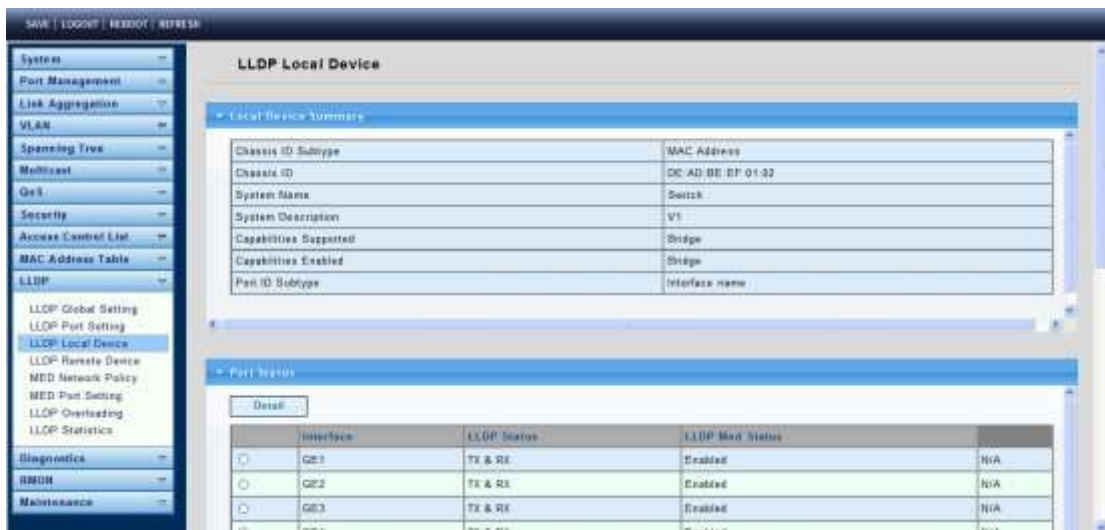 SAVE | LOGOUT | REBOOT | REFRESH
System
Port Management
Link Aggregation
VLAN
Spanning Tree
Multicast
QoS
Security
Access Control List
MAC Address Table
LLDP
LLDP Global Setting
LLDP Port Setting
LLDP Local Device
LLDP Remote Device
MED Network Policy
MED Port Setting
LLDP Overloading
LLDP Statistics
Diagnostics
RMON
Maintenance
LLDP Local Device
Local Device Summary
Chassis ID Subtype MAC Address
Chassis ID DE:AD:BE:EF:01:02
System Name Switch
System Description V1
Capabilities Supported Bridge
Capabilities Enabled Bridge
Port ID Subtype Interface name
Port Status
Detail
Interface LLDP Status LLDP Med Status
GE1 TX & RX Enabled N/A
GE2 TX & RX Enabled N/A
GE3 TX & RX Enabled N/A